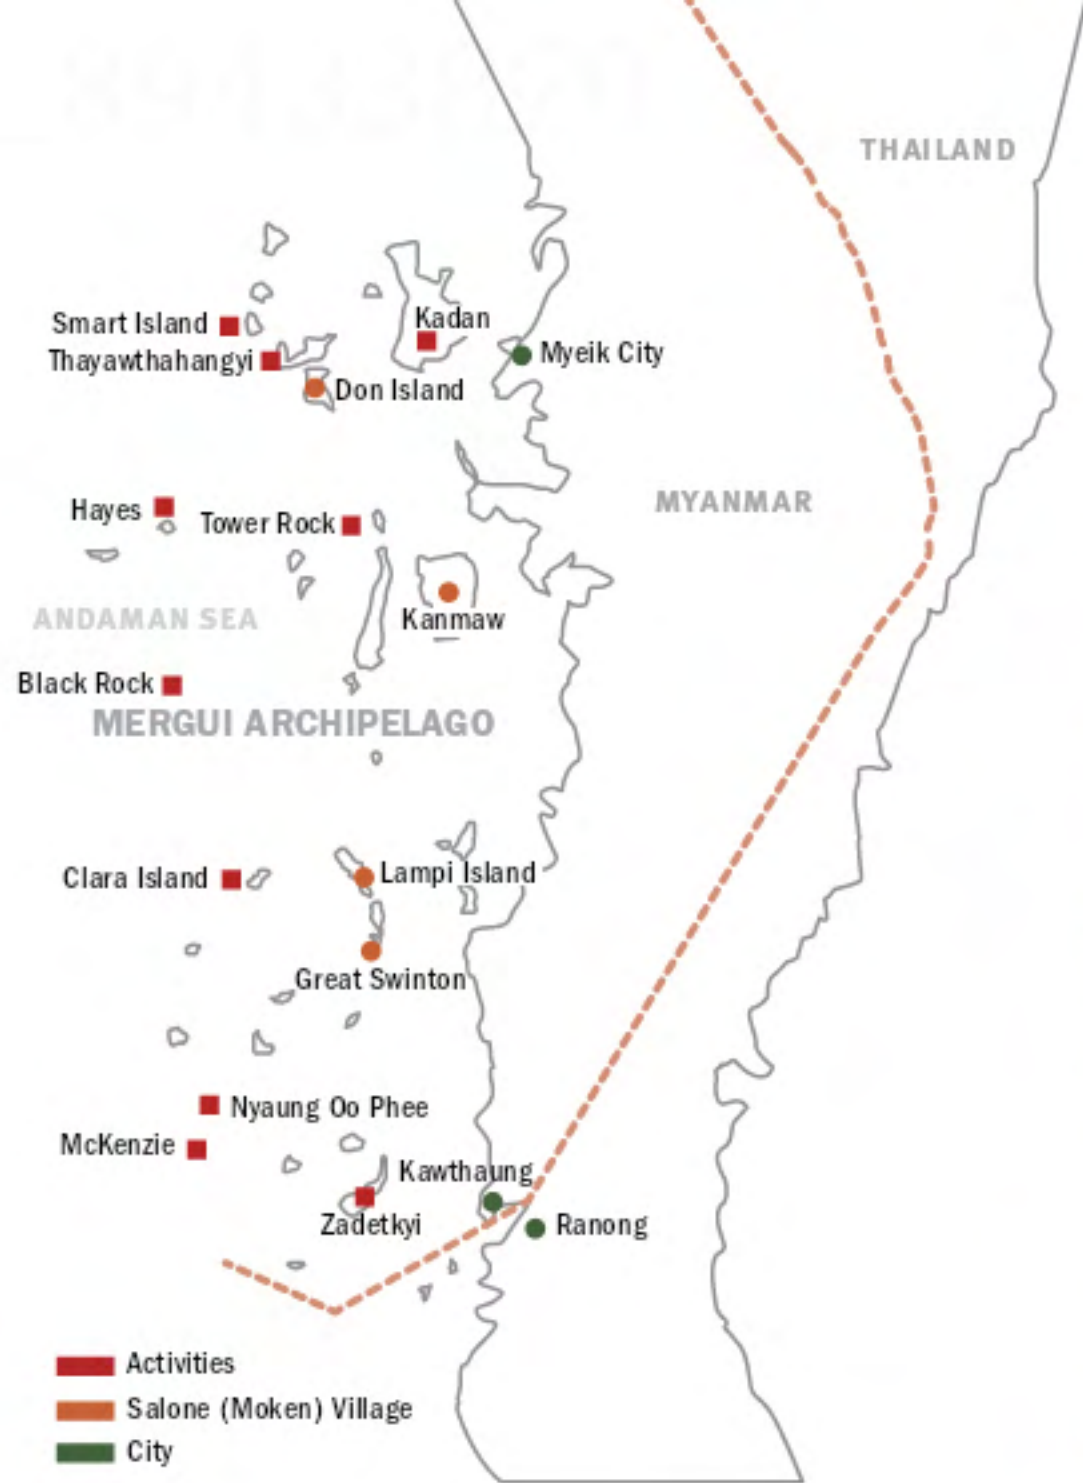 THAILAND
Smart Island
Kadan
Thayawthahangyi
Myeik City
Don Island
MYANMAR
Hayes
Tower Rock
ANDAMAN SEA
Kanmaw
Black Rock
MERGUI ARCHIPELAGO
Clara Island
Lampi Island
Great Swinton
Nyaung Oo Phee
McKenzie
Kawthaung
Zadetkyi
Ranong
Activities
Salone (Moken) Village
City